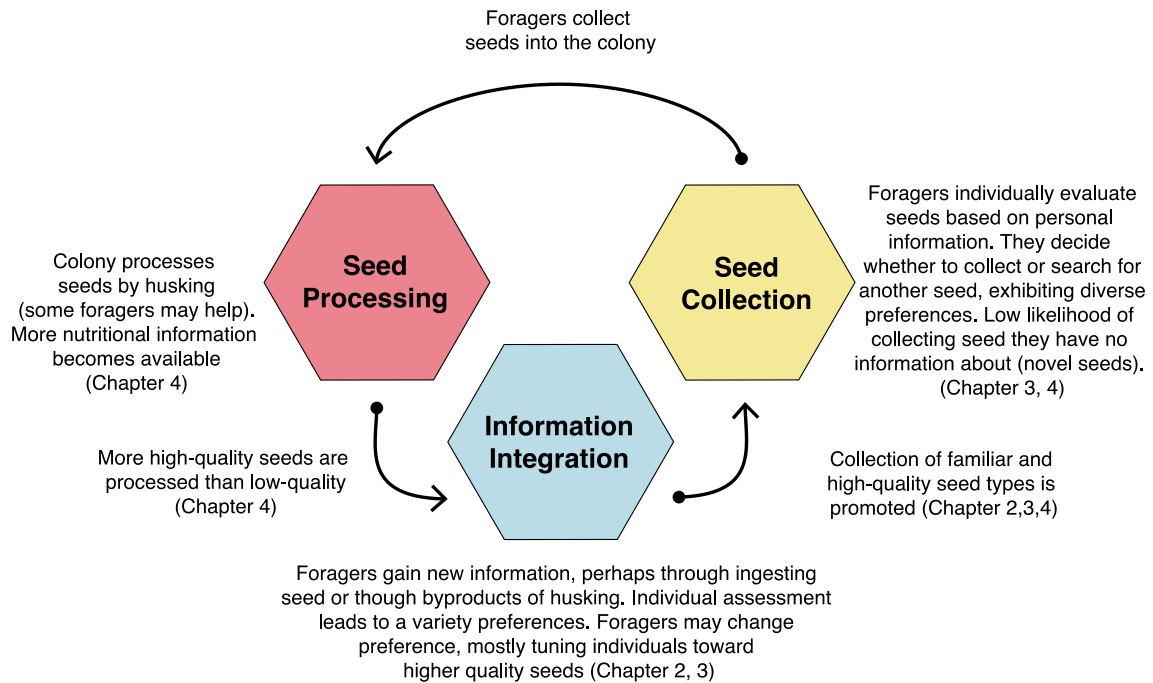 Foragers collect
seeds into the colony
Seed
Processing
Seed
Collection
Foragers individually evaluate
seeds based on personal
information. They decide
whether to collect or search for
another seed, exhibiting diverse
preferences. Low likelihood of
collecting seed they have no
information about (novel seeds).
(Chapter 3, 4)
Colony processes
seeds by husking
(some foragers may help).
More nutritional information
becomes available
(Chapter 4)
Information
Integration
More high-quality seeds are
processed than low-quality
(Chapter 4)
Collection of familiar and
high-quality seed types is
promoted (Chapter 2,3,4)
Foragers gain new information, perhaps through ingesting
seed or though byproducts of husking. Individual assessment
leads to a variety preferences. Foragers may change
preference, mostly tuning individuals toward
higher quality seeds (Chapter 2, 3)